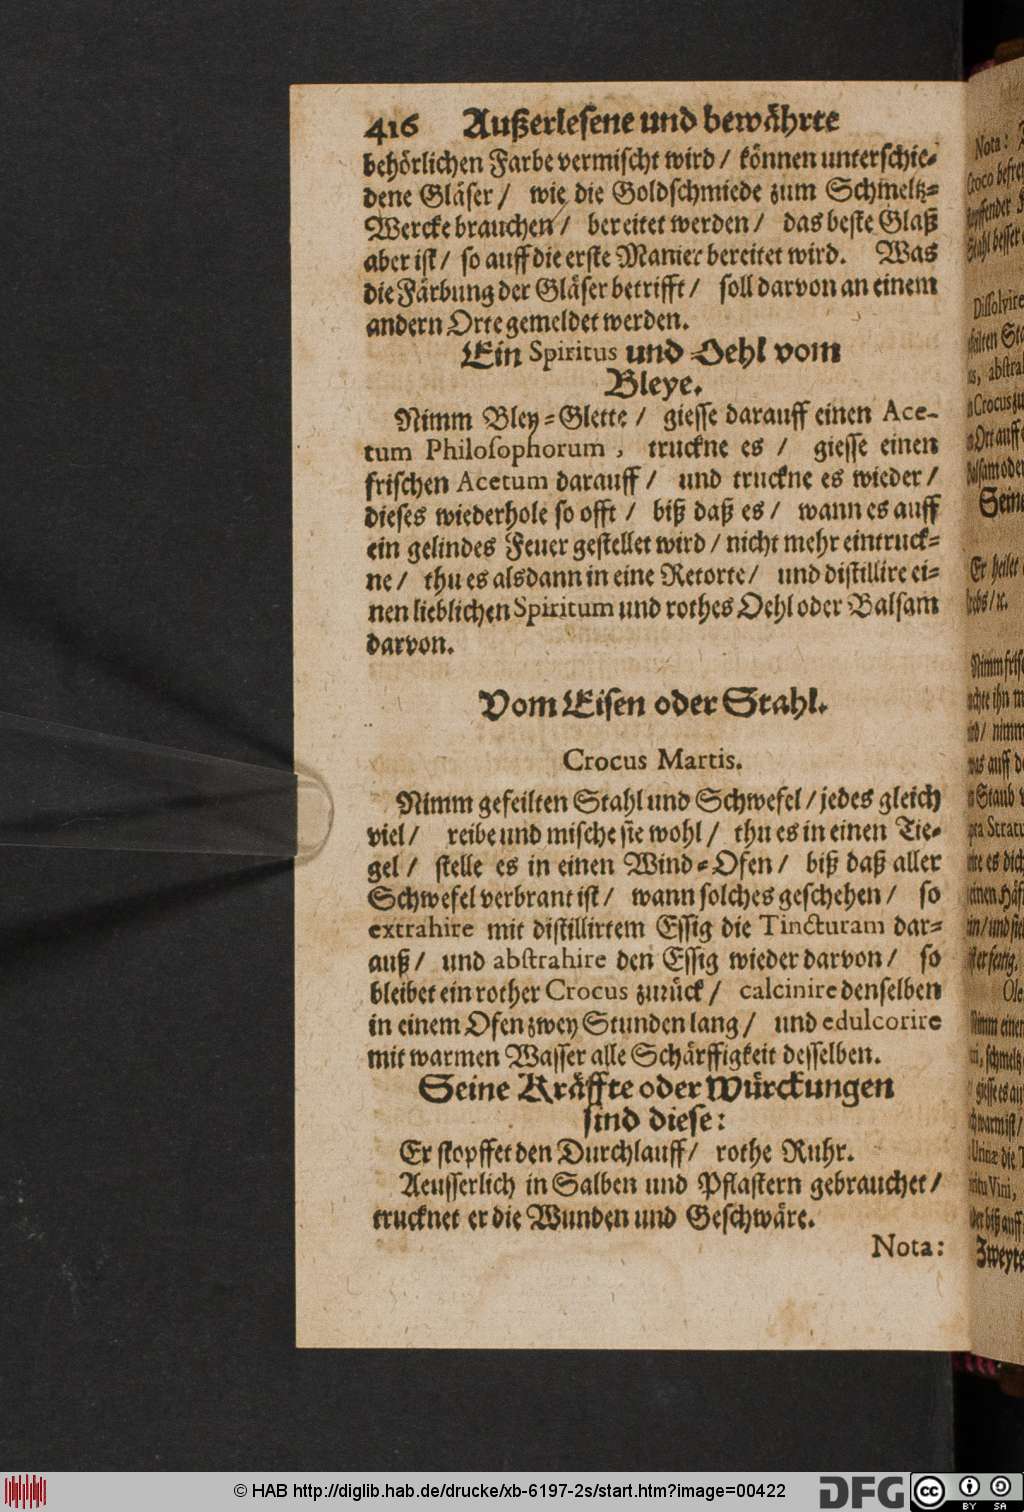 416 Außerlesene und bewährte
behörlichen Farbe vermischt wird / können unterschie-
dene Gläser / wie die Goldschmiede zum Schmeltz-
Wercke brauchen / bereitet werden / das beste Glaß
aber ist / so auff die erste Manier bereitet wird. Was
die Färbung der Gläser betrifft / soll darvon an einem
andern Orte gemeldet werden.
Ein Spiritus und Oehl vom
Bleye.
Nimm Bley-Glette / giesse darauff einen Ace-
tum Philosophorum, truckne es / giesse einen
frischen Acetum darauff / und truckne es wieder /
dieses wiederhole so offt / biß daß es / wann es auff
ein gelindes Feuer gestellet wird / nicht mehr eintruck-
ne / thu es alsdann in eine Retorte / und distillire ei-
nen lieblichen Spiritum und rothes Oehl oder Balsam
darvon.
Vom Eisen oder Stahl.
Crocus Martis.
Nimm gefeilten Stahl und Schwefel / jedes gleich
viel / reibe und mische sie wohl / thu es in einen Tie-
gel / stelle es in einen Wind-Ofen / biß daß aller
Schwefel verbrant ist / wann solches geschehen / so
extrahire mit distillirtem Essig die Tincturam dar-
auß / und abstrahire den Essig wieder darvon / so
bleibet ein rother Crocus zurück / calcinire denselben
in einem Ofen zwey Stunden lang / und edulcorire
mit warmen Wasser alle Schärffigkeit desselben.
Seine Kräffte oder Würckungen
sind diese:
Er stopffet den Durchlauff / rothe Ruhr.
Aeusserlich in Salben und Pflastern gebrauchet /
trucknet er die Wunden und Geschwäre.
Nota:
© HAB http://diglib.hab.de/drucke/xb-6197-2s/start.htm?image=00422
DFG
cc BY SA